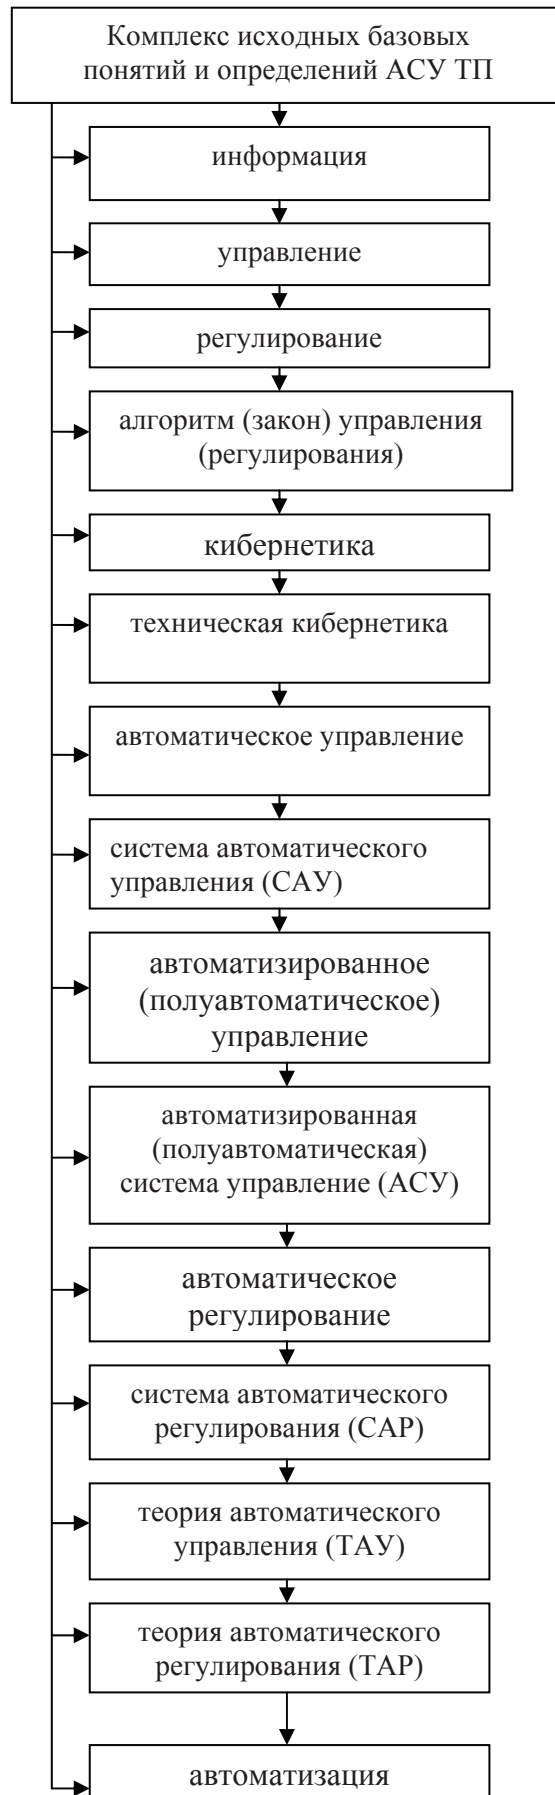 Комплекс исходных базовых
понятий и определений АСУ ТП
информация
управление
регулирование
алгоритм (закон) управления
(регулирования)
кибернетика
техническая кибернетика
автоматическое управление
система автоматического
управления (САУ)
автоматизированное
(полуавтоматическое)
управление
автоматизированная
(полуавтоматическая)
система управление (АСУ)
автоматическое
регулирование
система автоматического
регулирования (САР)
теория автоматического
управления (ТАУ)
теория автоматического
регулирования (ТАР)
автоматизация